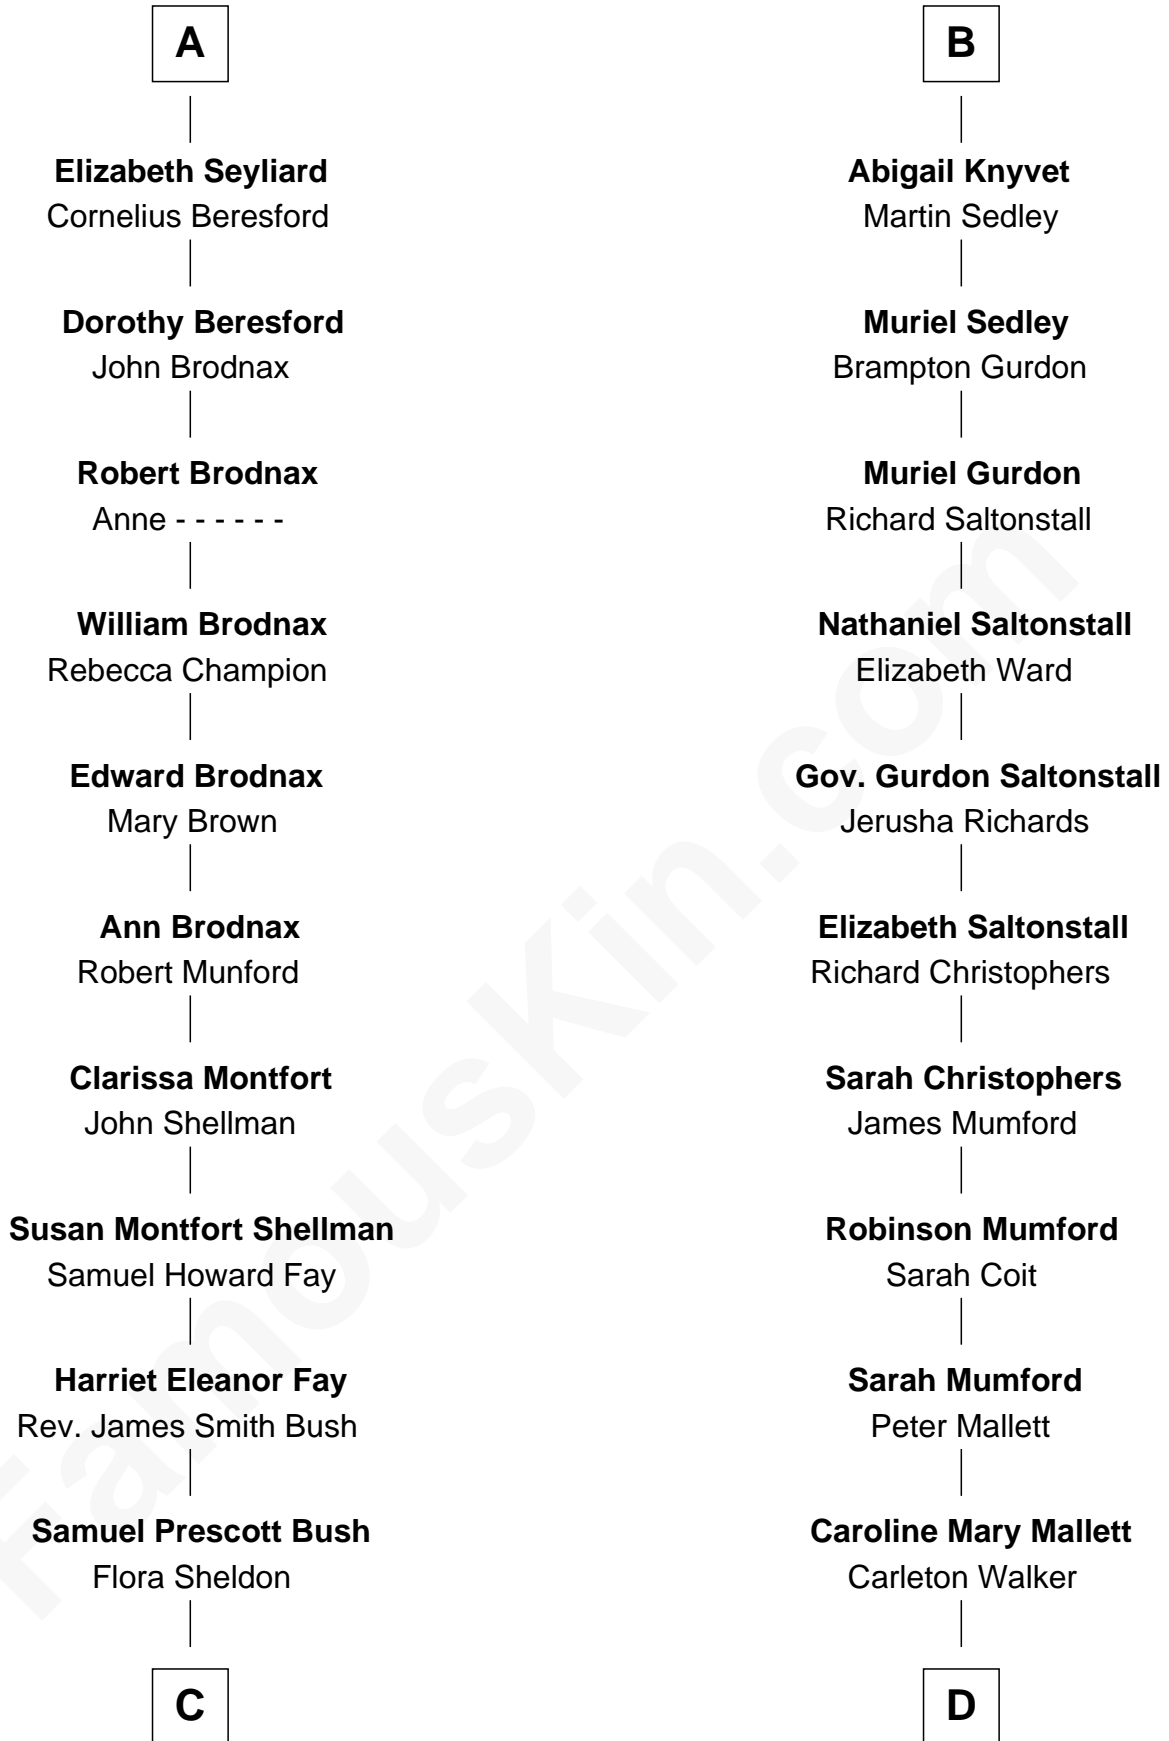 A
Elizabeth Seyliard
Cornelius Beresford
Dorothy Beresford
John Brodnax
Robert Brodnax
Anne - - - - - -
William Brodnax
Rebecca Champion
Edward Brodnax
Mary Brown
Ann Brodnax
Robert Munford
Clarissa Montfort
John Shellman
Susan Montfort Shellman
Samuel Howard Fay
Harriet Eleanor Fay
Rev. James Smith Bush
Samuel Prescott Bush
Flora Sheldon
C
B
Abigail Knyvet
Martin Sedley
Muriel Sedley
Brampton Gurdon
Muriel Gurdon
Richard Saltonstall
Nathaniel Saltonstall
Elizabeth Ward
Gov. Gurdon Saltonstall
Jerusha Richards
Elizabeth Saltonstall
Richard Christophers
Sarah Christophers
James Mumford
Robinson Mumford
Sarah Coit
Sarah Mumford
Peter Mallett
Caroline Mary Mallett
Carleton Walker
D
FamousKin.com